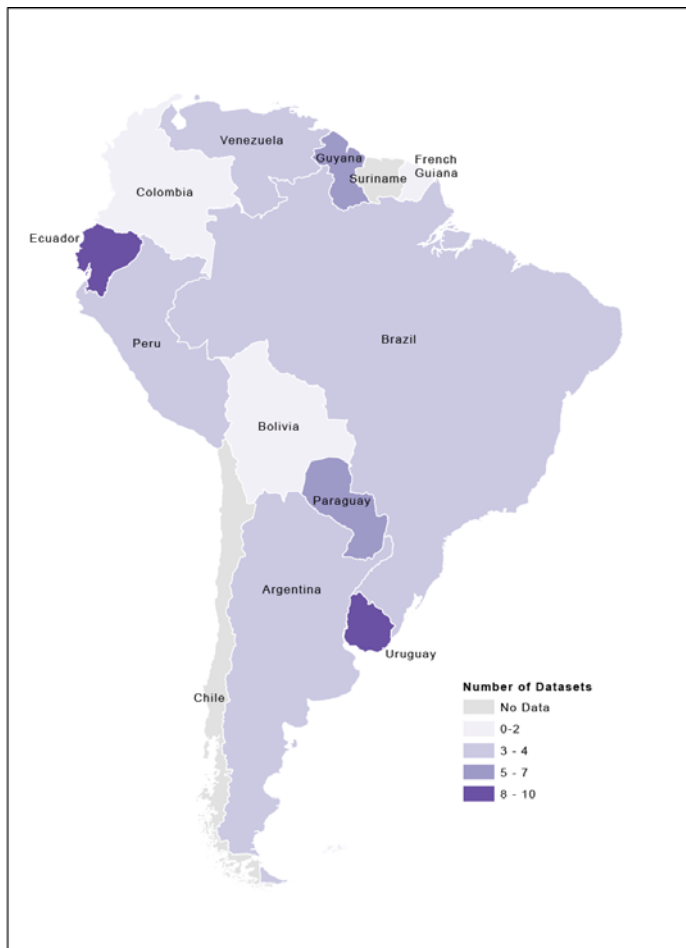 Venezuela
Guyana
French
Guiana
Suriname
Colombia
Ecuador
Peru
Brazil
Bolivia
Paraguay
Argentina
Uruguay
Chile
Number of Datasets
No Data
0-2
3 - 4
5 - 7
8 - 10